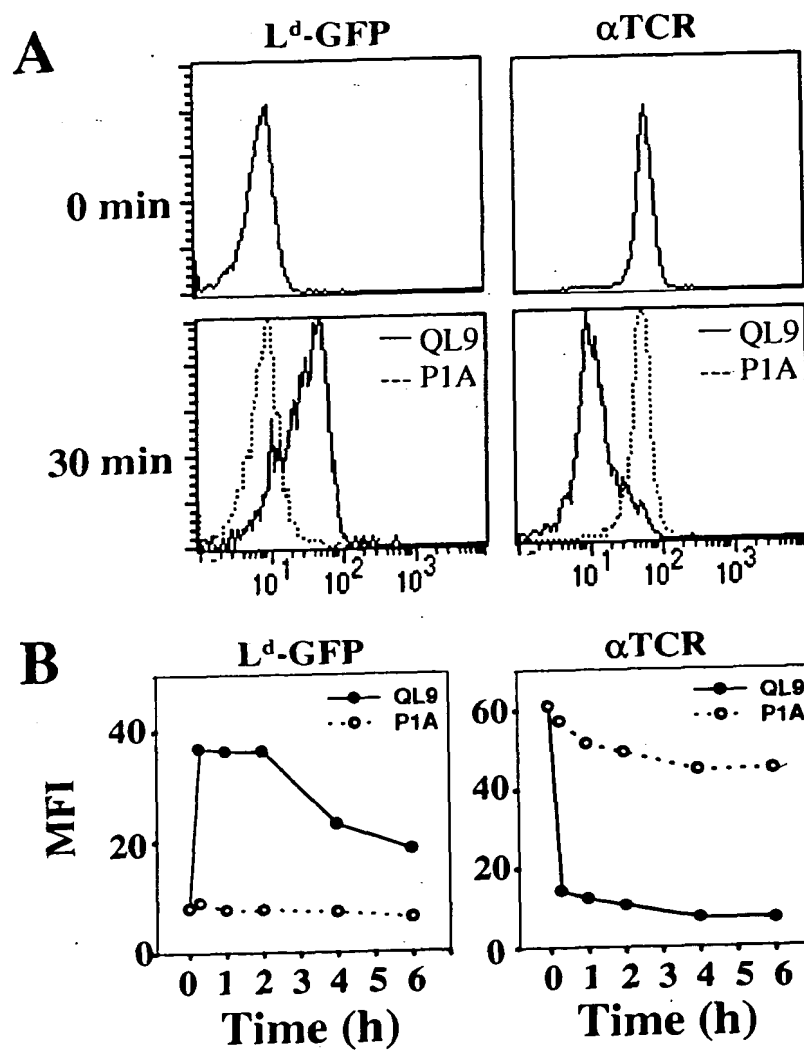 A
L^d-GFP
αTCR
0 min
30 min
QL9
P1A
QL9
P1A
10^1 10^2 10^3
10^1 10^2 10^3
B
L^d-GFP
αTCR
QL9
P1A
QL9
P1A
MFI
40
20
0
60
40
20
0
0 1 2 3 4 5 6
0 1 2 3 4 5 6
Time (h)
Time (h)